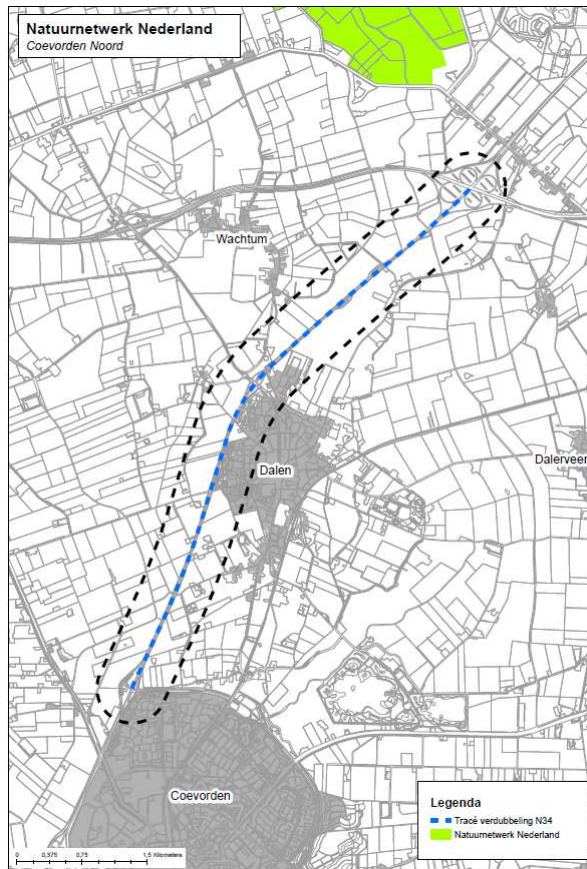 Natuurnetwerk Nederland
Coevorden Noord
Wachtum
Dalen
Dalerveen
Coevorden
Legenda
Tracé verdubbeling N34
Natuurnetwerk Nederland
0 0,375 0,75 1,5 Kilometers